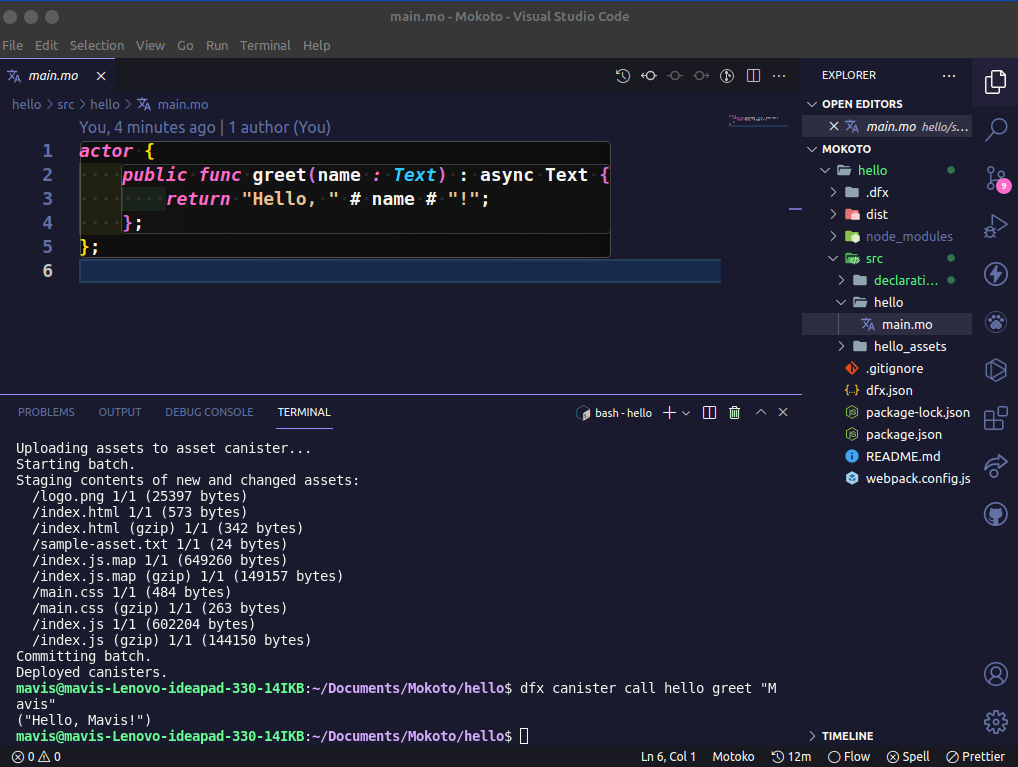 main.mo - Mokoto - Visual Studio Code
File Edit Selection View Go Run Terminal Help
main.mo
hello > src > hello > main.mo
You, 4 minutes ago | 1 author (You)
1 actor {
2 public func greet(name : Text) : async Text {
3 return "Hello, " # name # "!";
4 };
5 };
6
EXPLORER
OPEN EDITORS
main.mo hello/s...
MOKOTO
hello
.dfx
dist
node_modules
src
declarati...
hello
main.mo
hello_assets
.gitignore
dfx.json
package-lock.json
package.json
README.md
webpack.config.js
TIMELINE
9
PROBLEMS OUTPUT DEBUG CONSOLE TERMINAL
bash - hello
Uploading assets to asset canister...
Starting batch.
Staging contents of new and changed assets:
/logo.png 1/1 (25397 bytes)
/index.html 1/1 (573 bytes)
/index.html (gzip) 1/1 (342 bytes)
/sample-asset.txt 1/1 (24 bytes)
/index.js.map 1/1 (649260 bytes)
/index.js.map (gzip) 1/1 (149157 bytes)
/main.css 1/1 (484 bytes)
/main.css (gzip) 1/1 (263 bytes)
/index.js 1/1 (602204 bytes)
/index.js (gzip) 1/1 (144150 bytes)
Committing batch.
Deployed canisters.
mavis@mavis-Lenovo-ideapad-330-14IKB:~/Documents/Mokoto/hello$ dfx canister call hello greet "M
avis"
("Hello, Mavis!")
mavis@mavis-Lenovo-ideapad-330-14IKB:~/Documents/Mokoto/hello$
0 0 Ln 6, Col 1 Motoko 12m Flow Spell Prettier